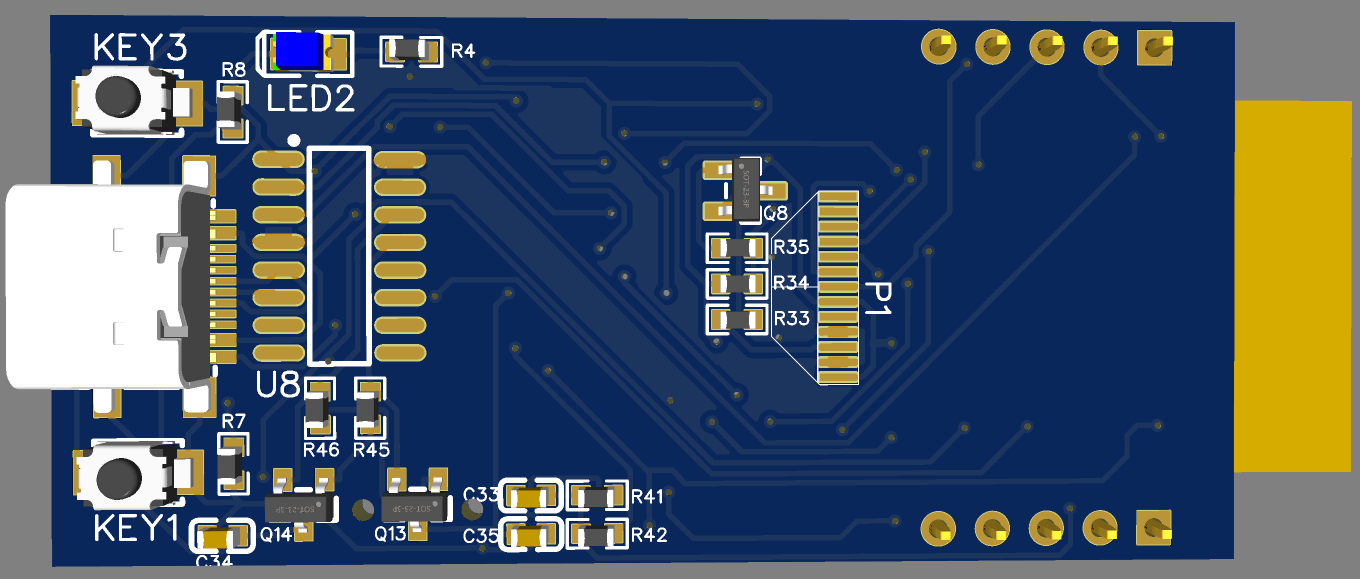 KEY3
R8
LED2
R4
SOT-23-3P
Q8
R35
R34
R33
P1
U8
R7
R46
R45
KEY1
C34
SOT-23-3P
Q14
SOT-23-3P
Q13
C33
R41
C35
R42